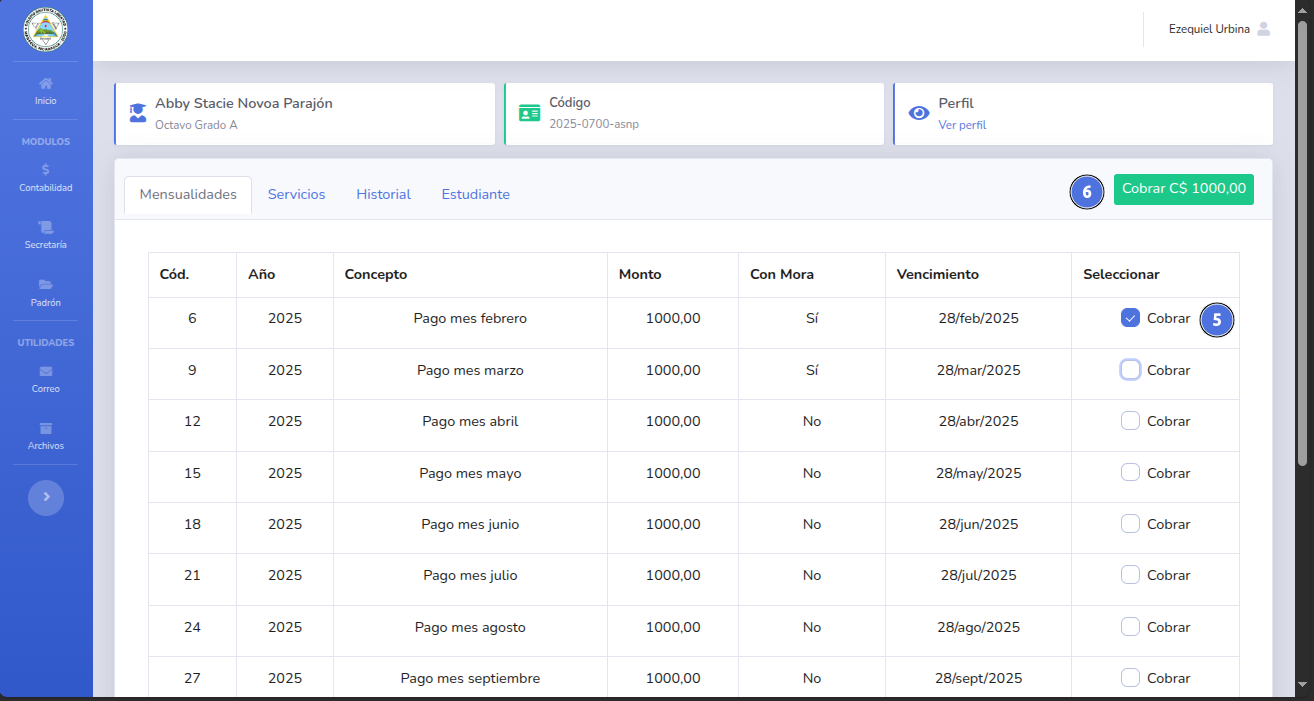 Ezequiel Urbina
Inicio
MODULOS
Contabilidad
Secretaría
Padrón
UTILIDADES
Correo
Archivos
Abby Stacie Novoa Parajón
Octavo Grado A
Código
2025-0700-asnp
Perfil
Ver perfil
Mensualidades Servicios Historial Estudiante 6 Cobrar C$ 1000,00
Cód. Año Concepto Monto Con Mora Vencimiento Seleccionar
6 2025 Pago mes febrero 1000,00 Sí 28/feb/2025 Cobrar 5
9 2025 Pago mes marzo 1000,00 Sí 28/mar/2025 Cobrar
12 2025 Pago mes abril 1000,00 No 28/abr/2025 Cobrar
15 2025 Pago mes mayo 1000,00 No 28/may/2025 Cobrar
18 2025 Pago mes junio 1000,00 No 28/jun/2025 Cobrar
21 2025 Pago mes julio 1000,00 No 28/jul/2025 Cobrar
24 2025 Pago mes agosto 1000,00 No 28/ago/2025 Cobrar
27 2025 Pago mes septiembre 1000,00 No 28/sept/2025 Cobrar